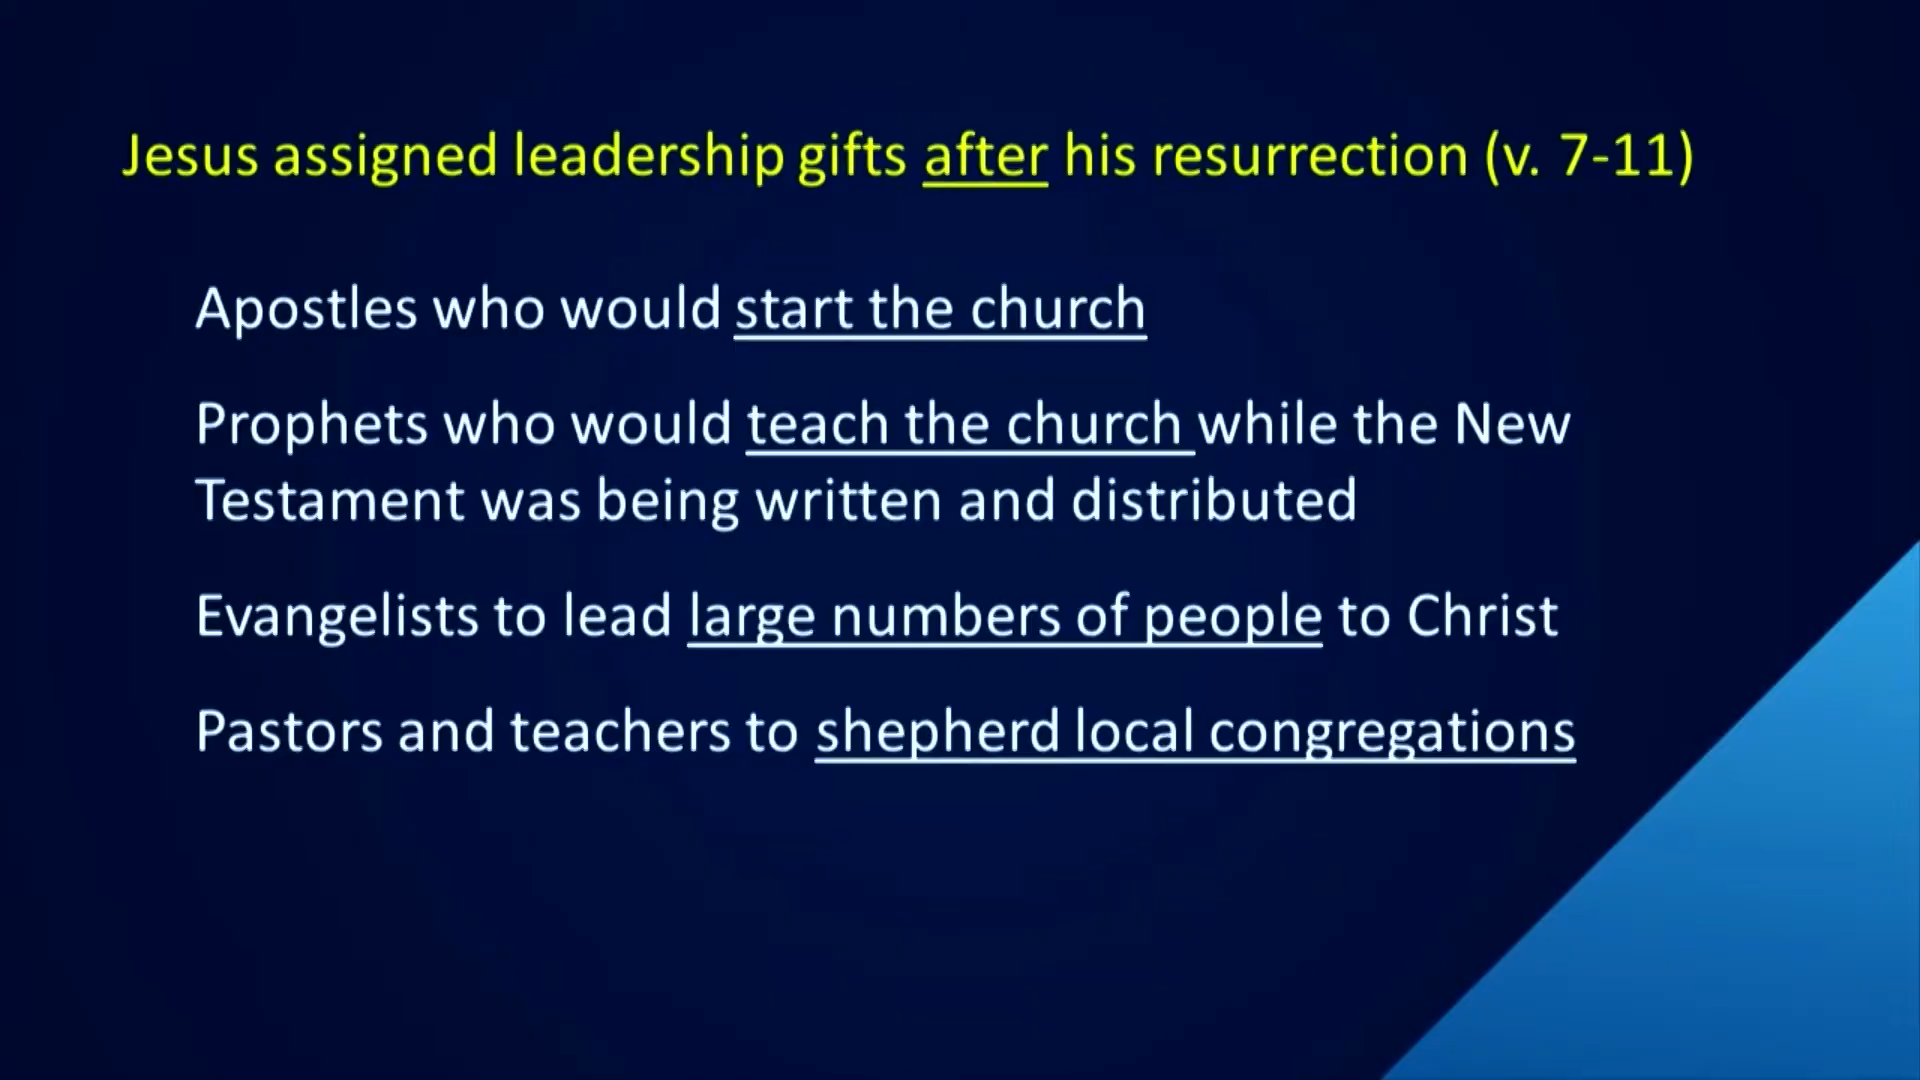 Jesus assigned leadership gifts after his resurrection (v. 7-11)
Apostles who would start the church
Prophets who would teach the church while the New
Testament was being written and distributed
Evangelists to lead large numbers of people to Christ
Pastors and teachers to shepherd local congregations